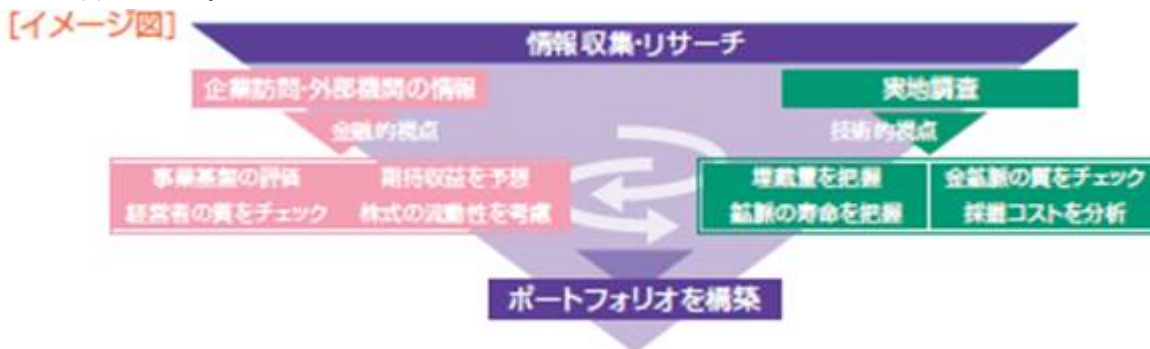 [イメージ図]
情報収集・リサーチ
企業訪問・外部機関の情報
実地調査
金融的視点
技術的視点
事業基盤の評価
期待収益を予想
経営者の質をチェック
株式の流動性を考慮
埋蔵量を把握
金鉱脈の質をチェック
鉱脈の寿命を把握
採掘コストを分析
ポートフォリオを構築